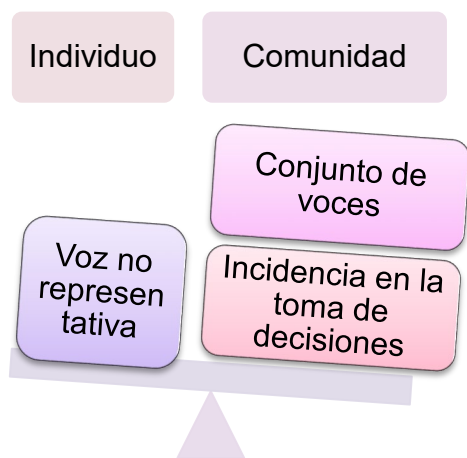 Individuo
Comunidad
Conjunto de
voces
Voz no
represen
tativa
Incidencia en la
toma de
decisiones